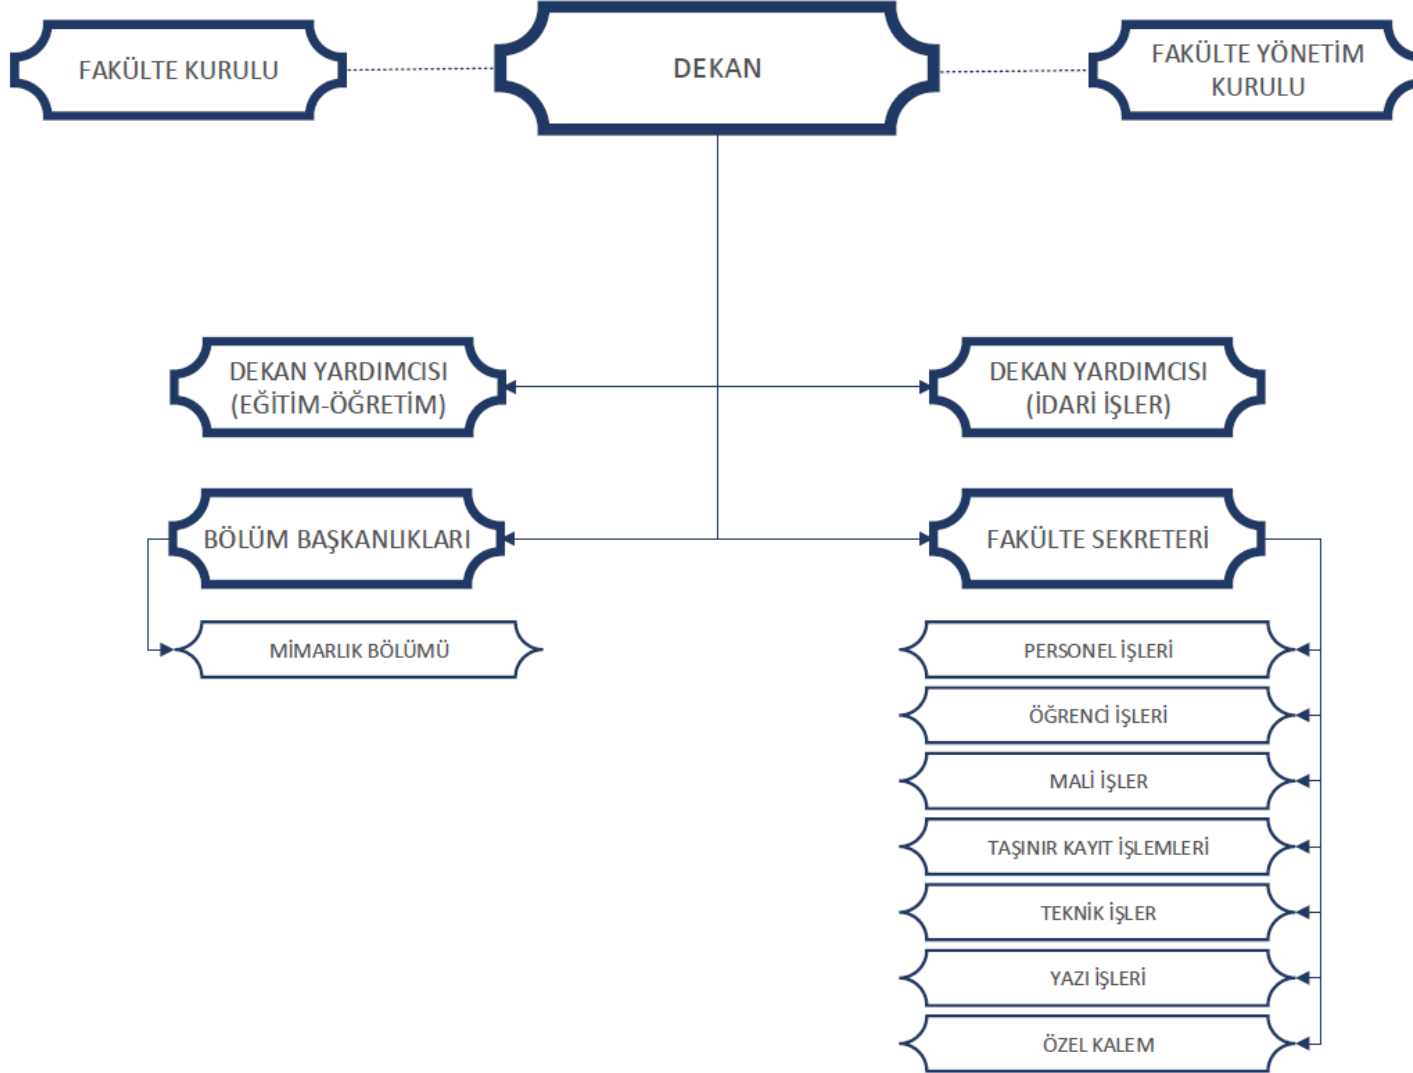 FAKÜLTE KURULU
DEKAN
FAKÜLTE YÖNETİM
KURULU
DEKAN YARDIMCISI
(EĞİTİM-ÖĞRETİM)
DEKAN YARDIMCISI
(İDARİ İŞLER)
BÖLÜM BAŞKANLIKLARI
FAKÜLTE SEKRETERİ
MİMARLIK BÖLÜMÜ
PERSONEL İŞLERİ
ÖĞRENCİ İŞLERİ
MALİ İŞLER
TAŞINIR KAYIT İŞLEMLERİ
TEKNİK İŞLER
YAZI İŞLERİ
ÖZEL KALEM